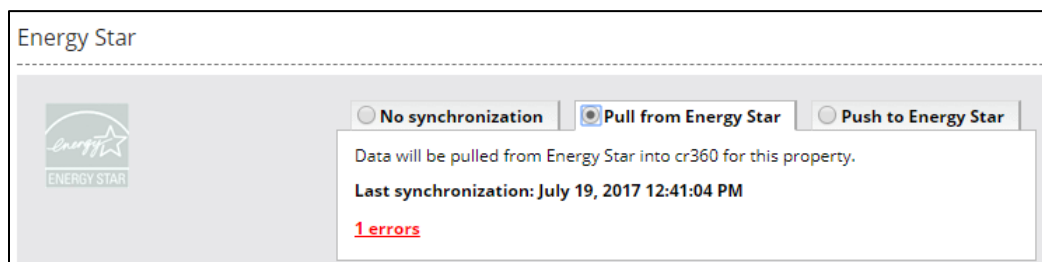 Energy Star
No synchronization Pull from Energy Star Push to Energy Star
energy
ENERGY STAR
Data will be pulled from Energy Star into cr360 for this property.
Last synchronization: July 19, 2017 12:41:04 PM
1 errors